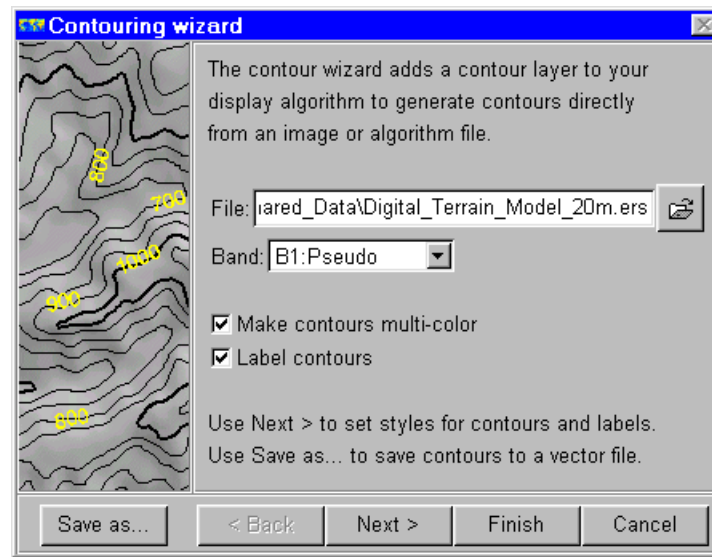 Contouring wizard
The contour wizard adds a contour layer to your
display algorithm to generate contours directly
from an image or algorithm file.
800
700
1000
900
800
File: ared_Data\Digital_Terrain_Model_20m.ers
Band: B1:Pseudo
Make contours multi-color
Label contours
Use Next > to set styles for contours and labels.
Use Save as... to save contours to a vector file.
Save as... < Back Next > Finish Cancel